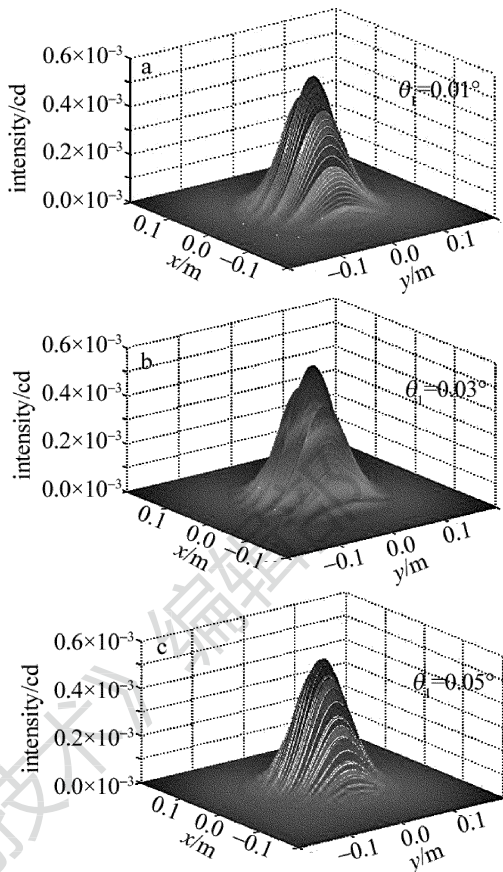 0.6×10⁻³
a
θ₁=0.01°
0.4×10⁻³
0.2×10⁻³
0.0×10⁻³
intensity/cd
0.1 0.0 −0.1
x/m
−0.1 0.0 0.1
y/m
0.6×10⁻³
b
θ₁=0.03°
0.4×10⁻³
0.2×10⁻³
0.0×10⁻³
intensity/cd
0.1 0.0 −0.1
x/m
−0.1 0.0 0.1
y/m
0.6×10⁻³
c
θ₁=0.05°
0.4×10⁻³
0.2×10⁻³
0.0×10⁻³
intensity/cd
0.1 0.0 −0.1
x/m
−0.1 0.0 0.1
y/m
技术》编辑